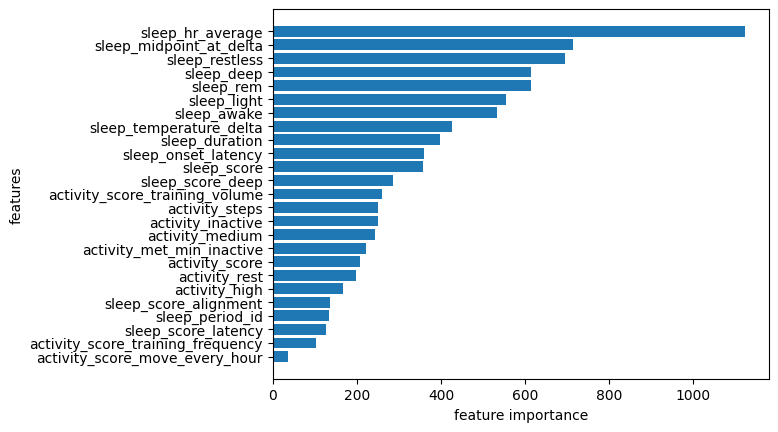 sleep_hr_average
sleep_midpoint_at_delta
sleep_restless
sleep_deep
sleep_rem
sleep_light
sleep_awake
sleep_temperature_delta
sleep_duration
sleep_onset_latency
sleep_score
sleep_score_deep
activity_score_training_volume
activity_steps
activity_inactive
activity_medium
activity_met_min_inactive
activity_score
activity_rest
activity_high
sleep_score_alignment
sleep_period_id
sleep_score_latency
activity_score_training_frequency
activity_score_move_every_hour
features
0 200 400 600 800 1000
feature importance